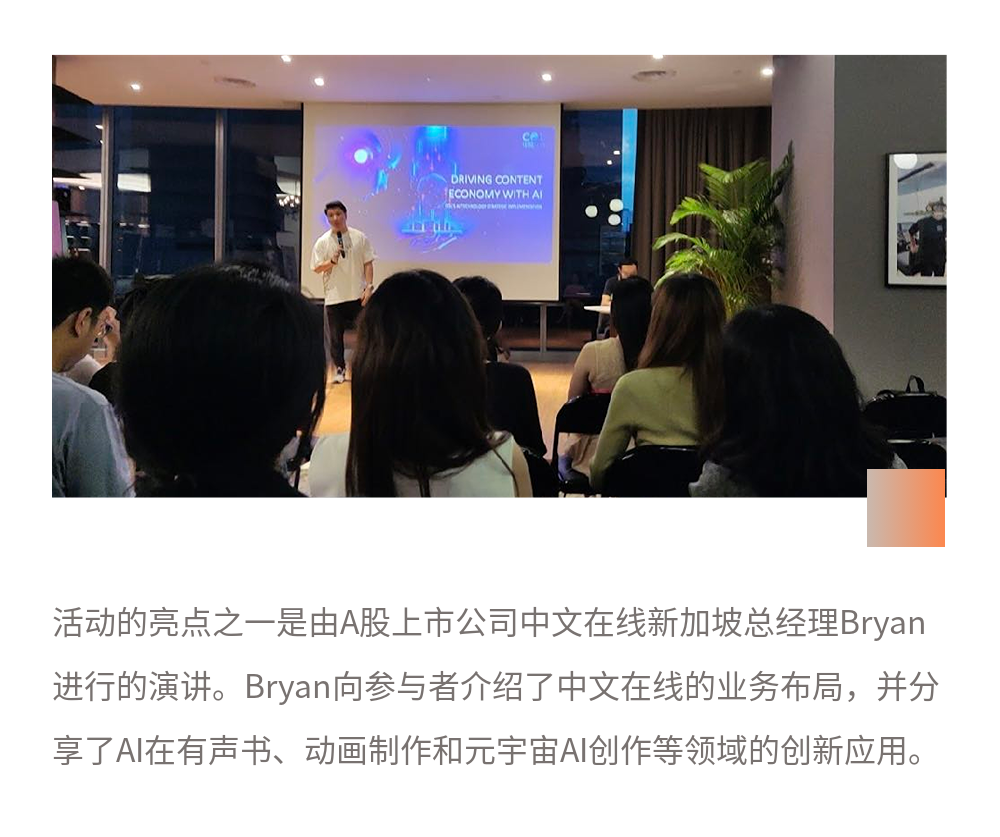 DRIVING CONTENT
ECONOMY WITH AI
活动的亮点之一是由A股上市公司中文在线新加坡总经理Bryan
进行的演讲。Bryan向参与者介绍了中文在线的业务布局，并分
享了AI在有声书、动画制作和元宇宙AI创作等领域的创新应用。